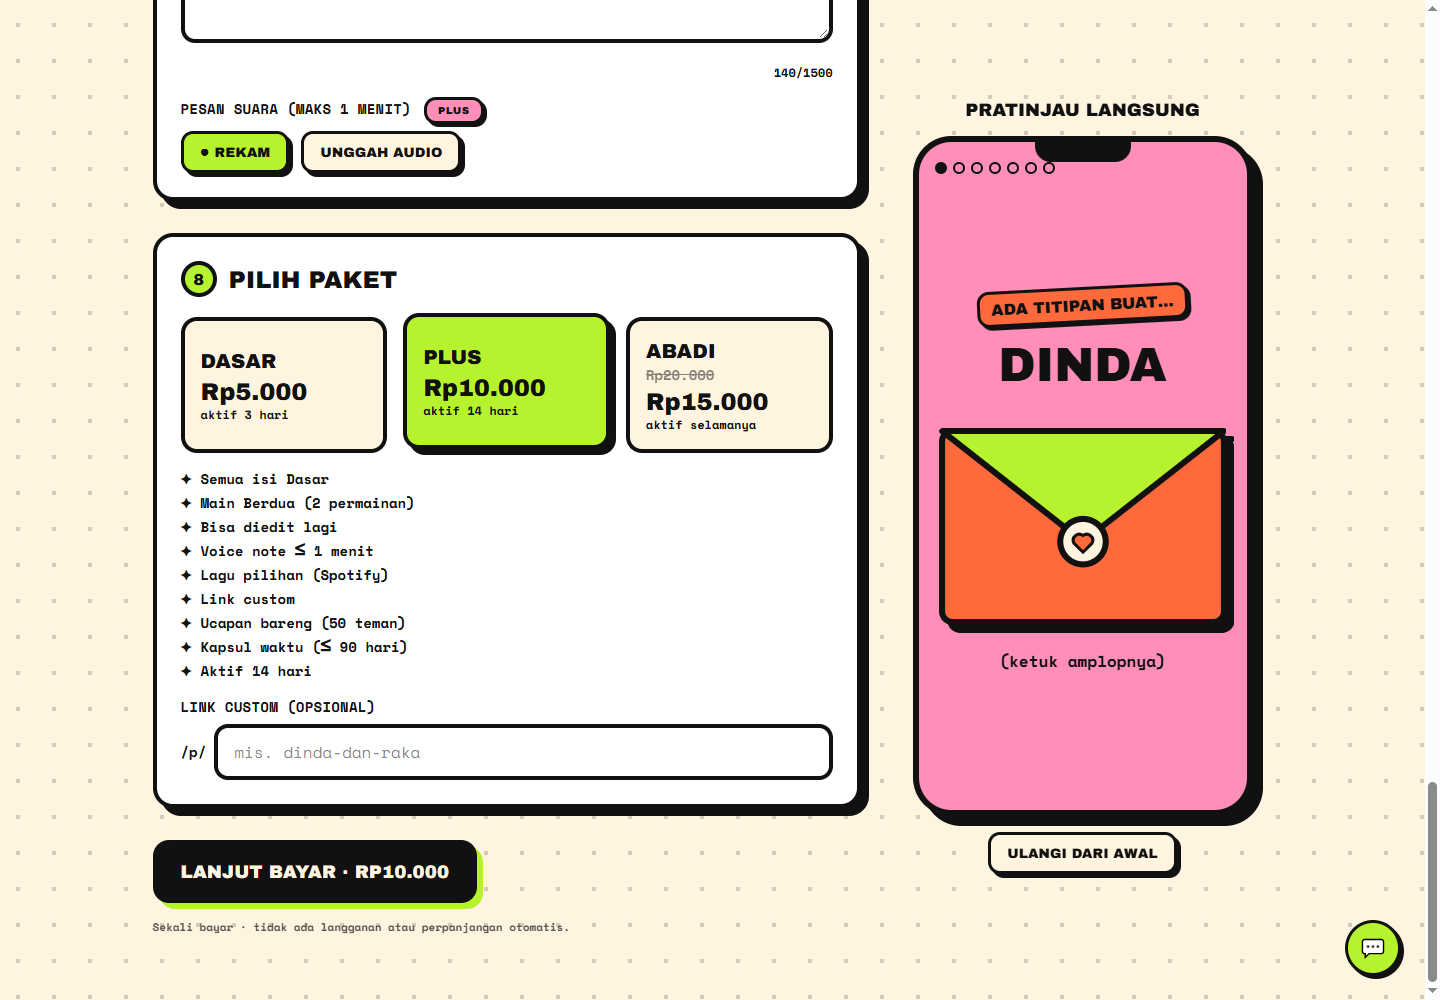 140/1500
PESAN SUARA (MAKS 1 MENIT) PLUS
● REKAM UNGGAH AUDIO
8 PILIH PAKET
DASAR
Rp5.000
aktif 3 hari
PLUS
Rp10.000
aktif 14 hari
ABADI
Rp20.000
Rp15.000
aktif selamanya
✦ Semua isi Dasar
✦ Main Berdua (2 permainan)
✦ Bisa diedit lagi
✦ Voice note ≤ 1 menit
✦ Lagu pilihan (Spotify)
✦ Link custom
✦ Ucapan bareng (50 teman)
✦ Kapsul waktu (≤ 90 hari)
✦ Aktif 14 hari
LINK CUSTOM (OPSIONAL)
/p/ mis. dinda-dan-raka
LANJUT BAYAR · RP10.000
Sekali bayar · tidak ada langganan atau perpanjangan otomatis.
PRATINJAU LANGSUNG
ADA TITIPAN BUAT...
DINDA
(ketuk amplopnya)
ULANGI DARI AWAL